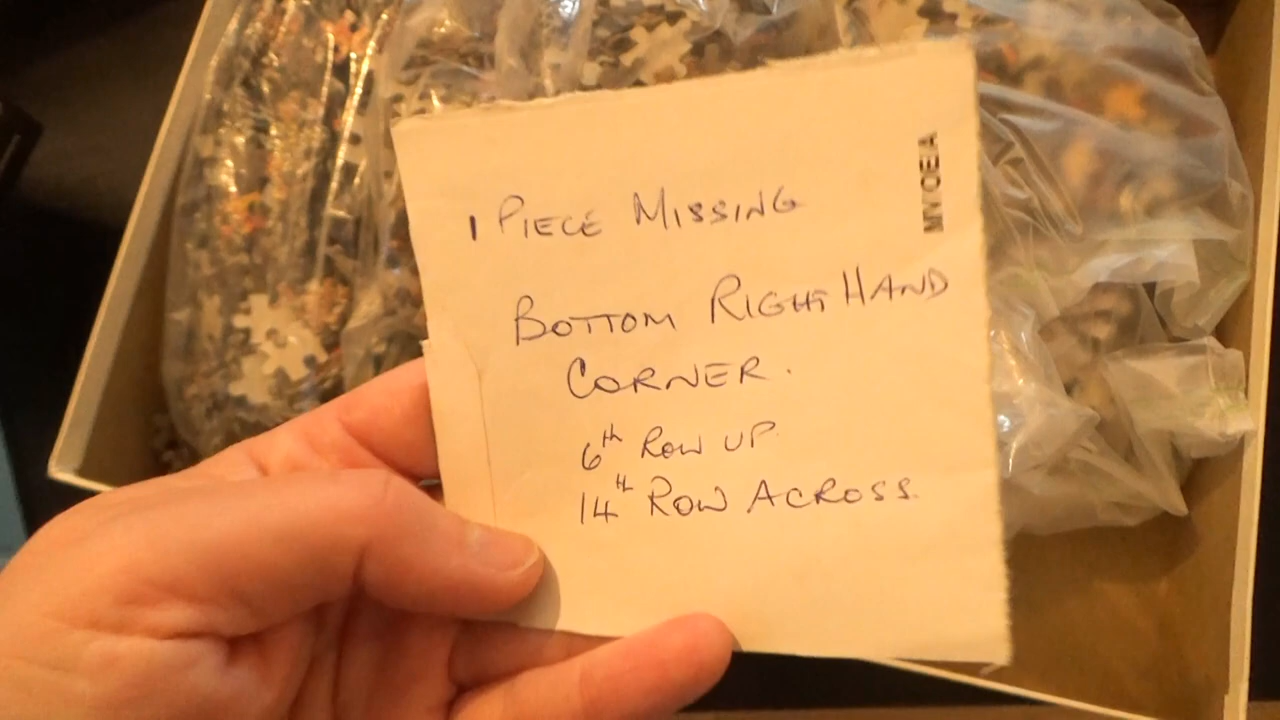 1 PIECE MISSING
BOTTOM RIGHT HAND
CORNER.
6th ROW UP
14th ROW ACROSS.